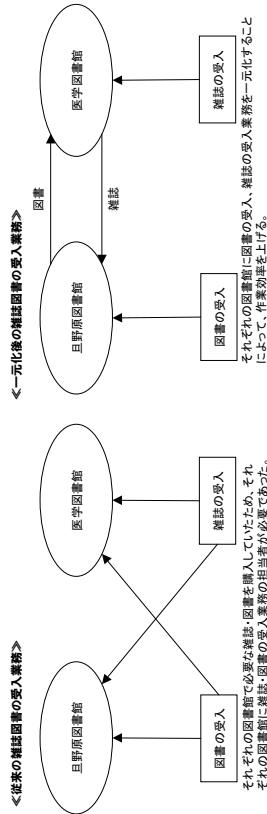 ≪従来の雑誌図書の受入業務≫
旦野原図書館
医学図書館
図書の受入
雑誌の受入
それぞれの図書館で必要な雑誌・図書を購入していたため、それ
ぞれの図書館に雑誌・図書の受入業務の担当者が必要であった。
≪一元化後の雑誌図書の受入業務≫
図書
旦野原図書館
医学図書館
雑誌
図書の受入
雑誌の受入
それぞれの図書館に図書の受入、雑誌の受入業務を一元化すること
によって、作業効率を上げる。